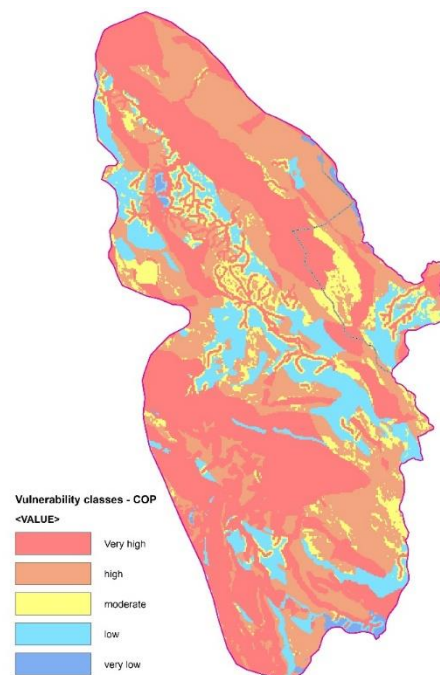 Vulnerability classes - COP
<VALUE>
Very high
high
moderate
low
very low